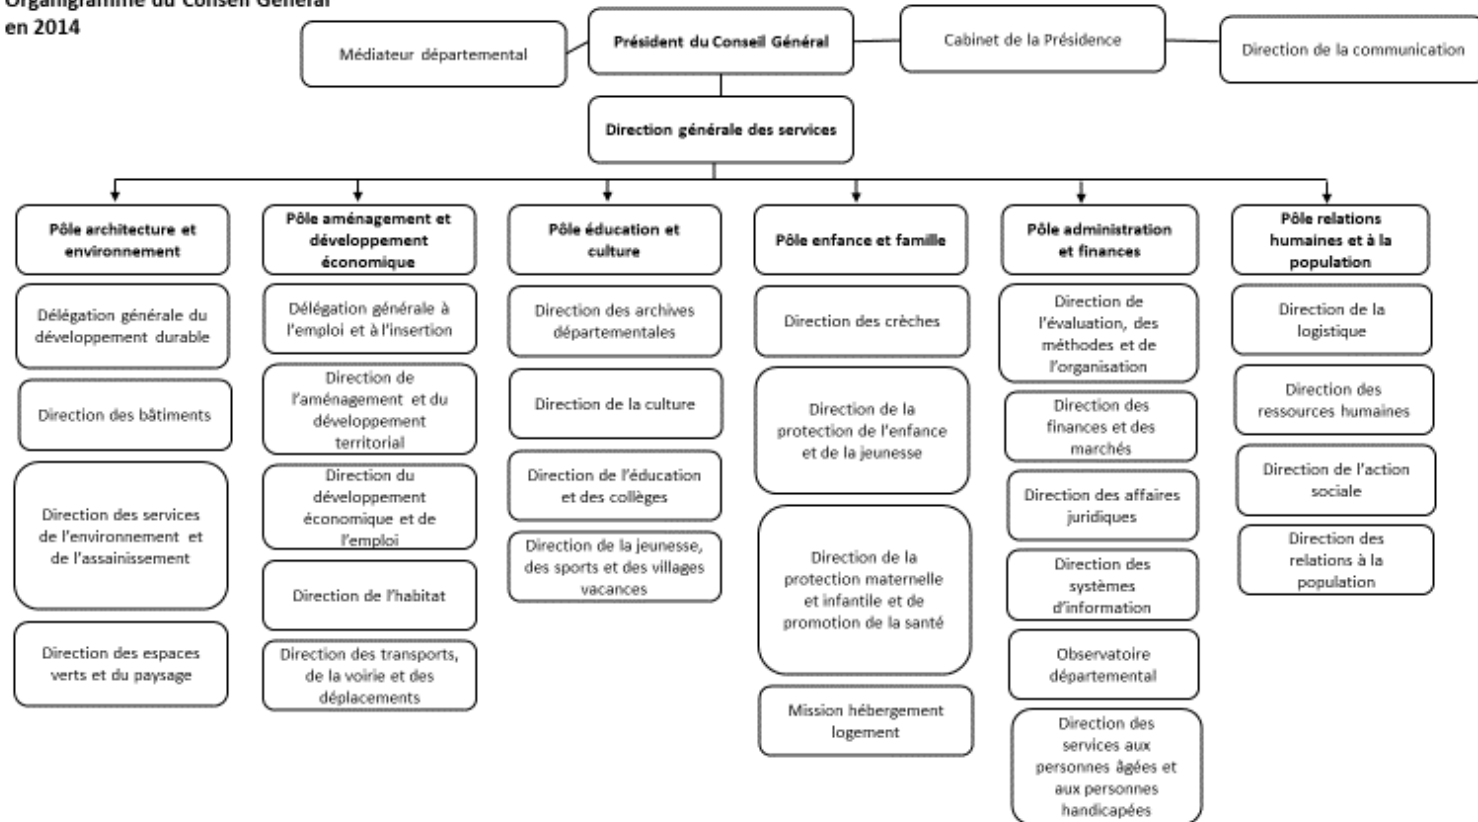 Organigramme du Conseil Général
en 2014
Médiateur départemental
Président du Conseil Général
Cabinet de la Présidence
Direction de la communication
Direction générale des services
Pôle architecture et
environnement
Délégation générale du
développement durable
Direction des bâtiments
Direction des services
de l'environnement et
de l'assainissement
Direction des espaces
verts et du paysage
Pôle aménagement et
développement
économique
Délégation générale à
l'emploi et à l'insertion
Direction de
l'aménagement et du
développement
territorial
Direction du
développement
économique et de
l'emploi
Direction de l'habitat
Direction des transports,
de la voirie et des
déplacements
Pôle éducation et
culture
Direction des archives
départementales
Direction de la culture
Direction de l'éducation
et des collèges
Direction de la jeunesse,
des sports et des villages
vacances
Pôle enfance et famille
Direction des crèches
Direction de la
protection de l'enfance
et de la jeunesse
Direction de la
protection maternelle
et infantile et de
promotion de la santé
Mission hébergement
logement
Pôle administration
et finances
Direction de
l'évaluation, des
méthodes et de
l'organisation
Direction des
finances et des
marchés
Direction des affaires
juridiques
Direction des
systèmes
d'information
Observatoire
départemental
Direction des
services aux
personnes âgées et
aux personnes
handicapées
Pôle relations
humaines et à la
population
Direction de la
logistique
Direction des
ressources humaines
Direction de l'action
sociale
Direction des
relations à la
population